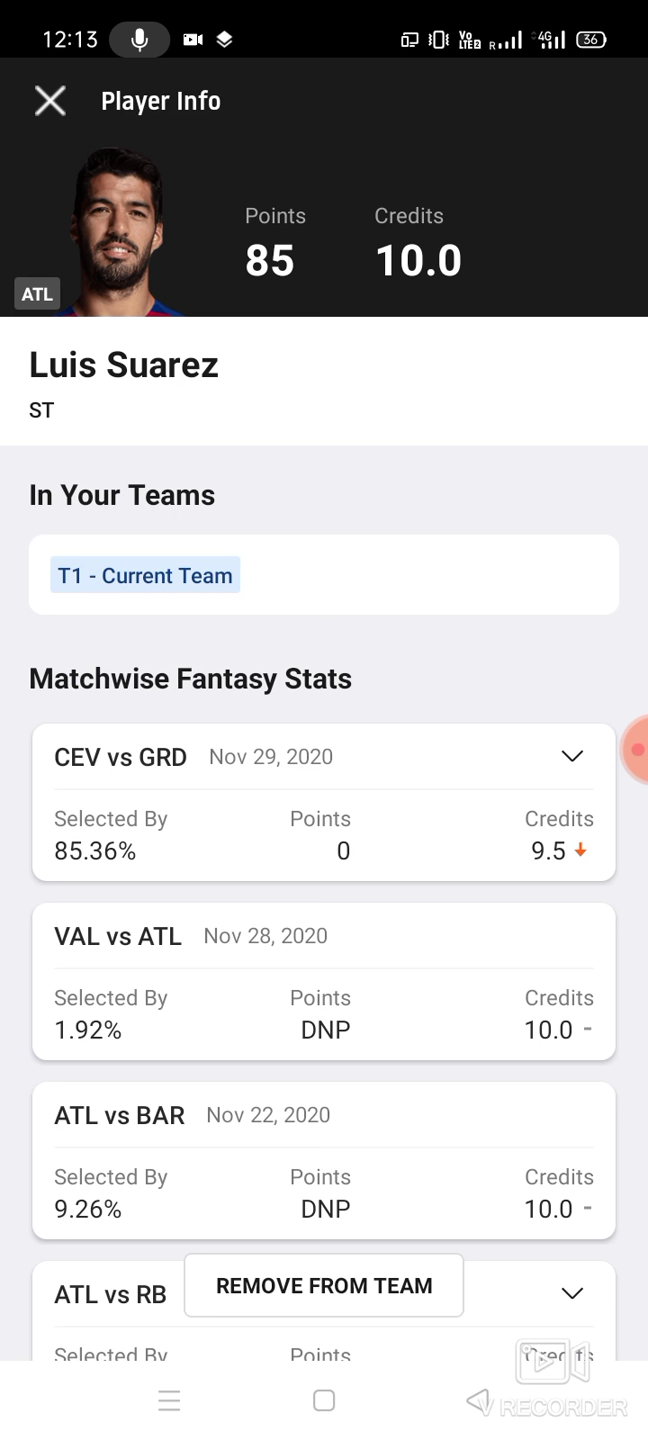 12:13 VoLTE2 R 4G 36
Player Info
Points Credits
85 10.0
ATL
Luis Suarez
ST
In Your Teams
T1 - Current Team
Matchwise Fantasy Stats
CEV vs GRD Nov 29, 2020
Selected By Points Credits
85.36% 0 9.5
VAL vs ATL Nov 28, 2020
Selected By Points Credits
1.92% DNP 10.0 -
ATL vs BAR Nov 22, 2020
Selected By Points Credits
9.26% DNP 10.0 -
ATL vs RB
REMOVE FROM TEAM
Selected By Points Credits
V RECORDER